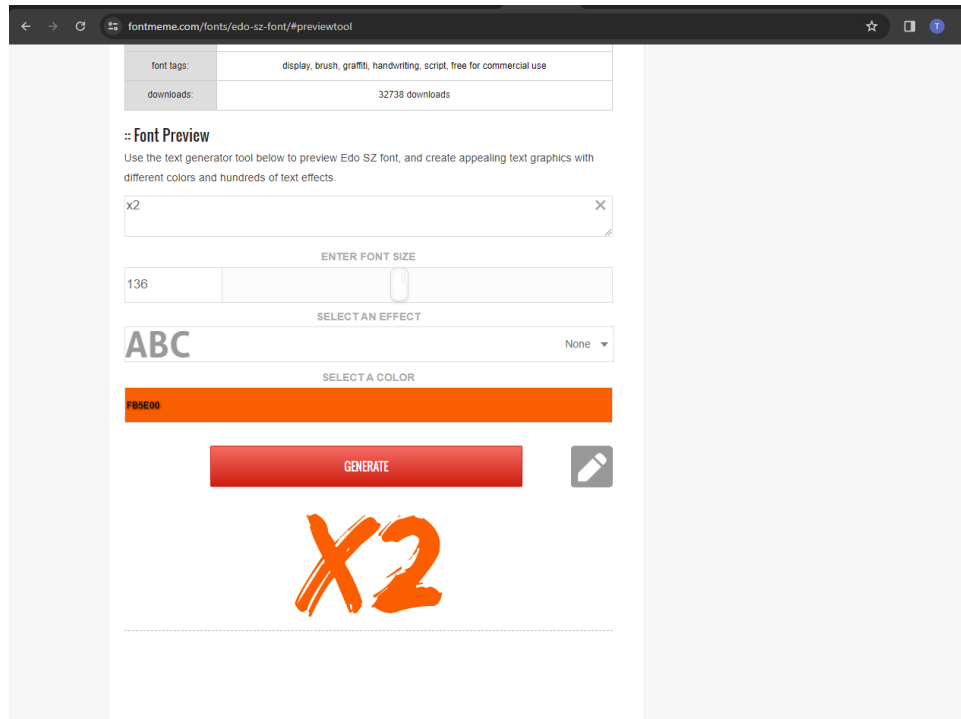 fontmeme.com/fonts/edo-sz-font/#previewtool
T
font tags:
display, brush, graffiti, handwriting, script, free for commercial use
downloads:
32738 downloads
:: Font Preview
Use the text generator tool below to preview Edo SZ font, and create appealing text graphics with
different colors and hundreds of text effects.
x2
ENTER FONT SIZE
136
SELECT AN EFFECT
ABC
None
SELECT A COLOR
FB5E00
GENERATE
X2